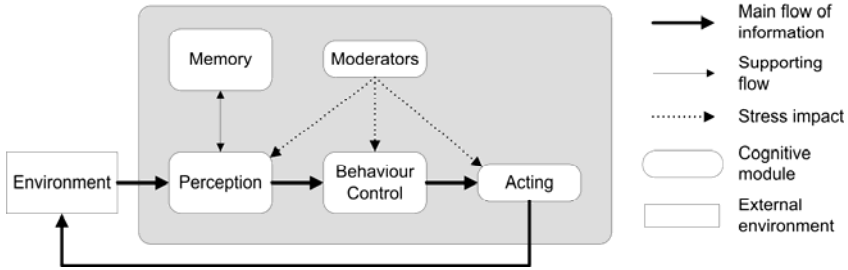 Memory
Moderators
Environment
Perception
Behaviour
Control
Acting
Main flow of
information
Supporting
flow
Stress impact
Cognitive
module
External
environment